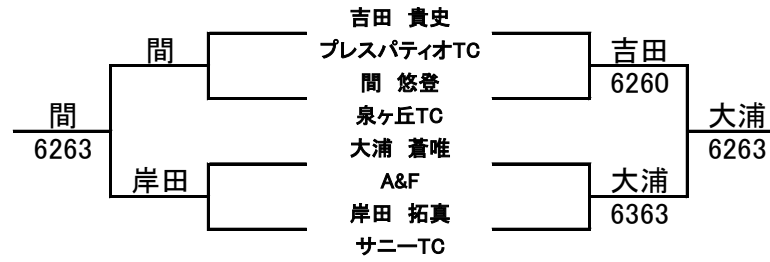 吉田　貴史
間
プレスパティオTC
吉田
間　悠登
6260
間
泉ヶ丘TC
大浦
6263
大浦　蒼唯
6263
岸田
A&F
大浦
岸田　拓真
6363
サニーTC